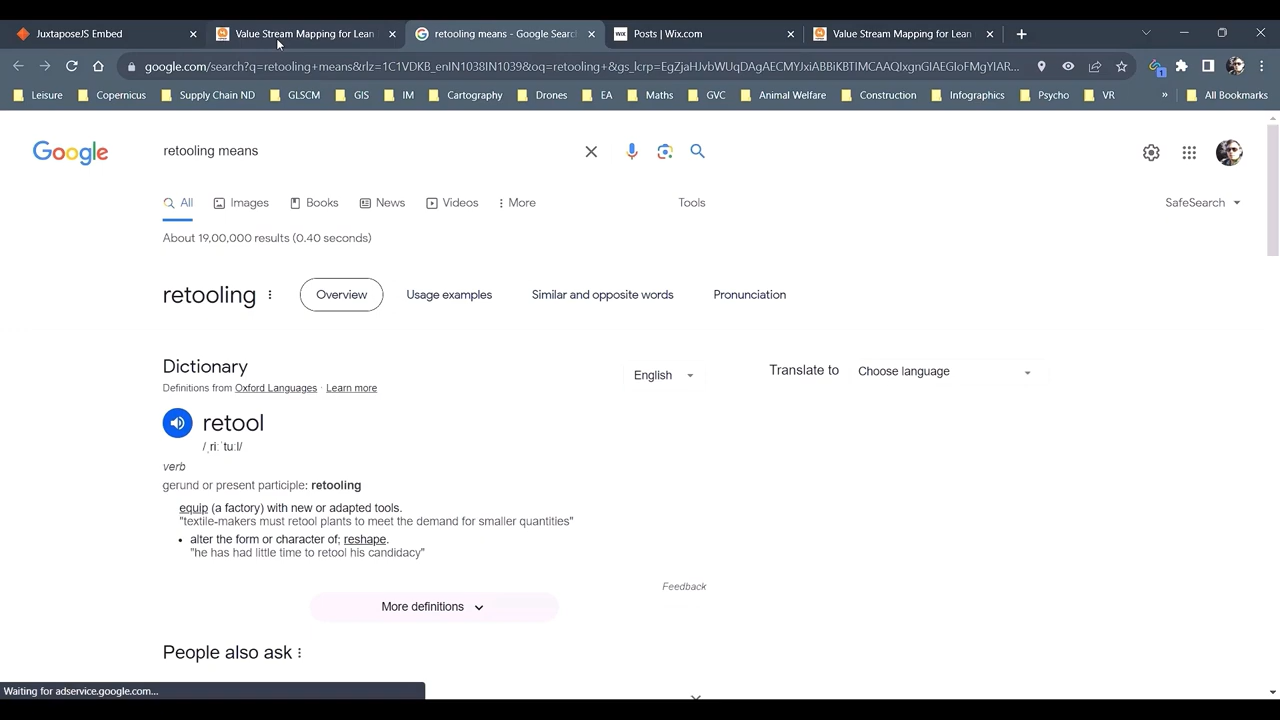 JuxtaposeJS Embed
Value Stream Mapping for Lean
retooling means - Google Searc
WIX Posts | Wix.com
Value Stream Mapping for Lean
google.com/search?q=retooling+means&rlz=1C1VDKB_enIN1038IN1039&oq=retooling+&gs_lcrp=EgZjaHJvbWUqDAgAECMYJxiABBiKBTIMCAAQIxgnGIAEGIoFMgYIAR...
Leisure Copernicus Supply Chain ND GLSCM GIS IM Cartography Drones EA Maths GVC Animal Welfare Construction Infographics Psycho VR » All Bookmarks
Google
retooling means
All Images Books News Videos More Tools SafeSearch
About 19,00,000 results (0.40 seconds)
retooling Overview Usage examples Similar and opposite words Pronunciation
Dictionary
Definitions from Oxford Languages · Learn more
English
Translate to Choose language
retool
/ˌriːˈtuːl/
verb
gerund or present participle: retooling
equip (a factory) with new or adapted tools.
"textile-makers must retool plants to meet the demand for smaller quantities"
• alter the form or character of; reshape.
"he has had little time to retool his candidacy"
Feedback
More definitions
People also ask
Waiting for adservice.google.com...